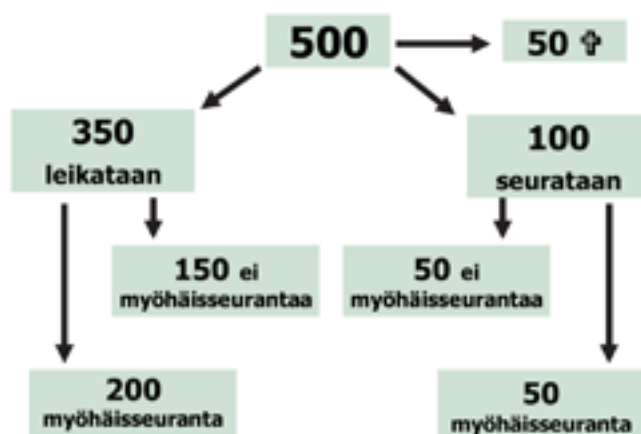 500
50 ✞
350
leikataan
100
seurataan
150 ei
myöhäisseurantaa
50 ei
myöhäisseurantaa
200
myöhäisseuranta
50
myöhäisseuranta